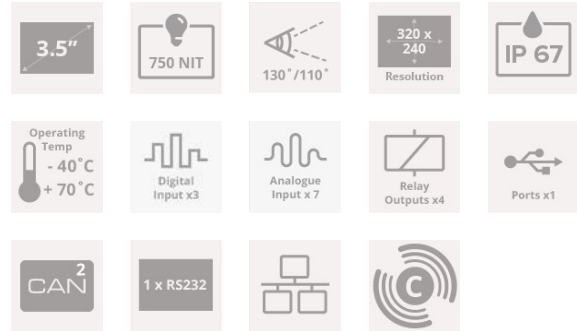 3.5"
750 NIT
130°/110°
320 x
240
Resolution
IP 67
Operating
Temp
- 40°C
+ 70°C
Digital
Input x3
Analogue
Input x 7
Relay
Outputs x4
Ports x1
CAN 2
1 x RS232
C